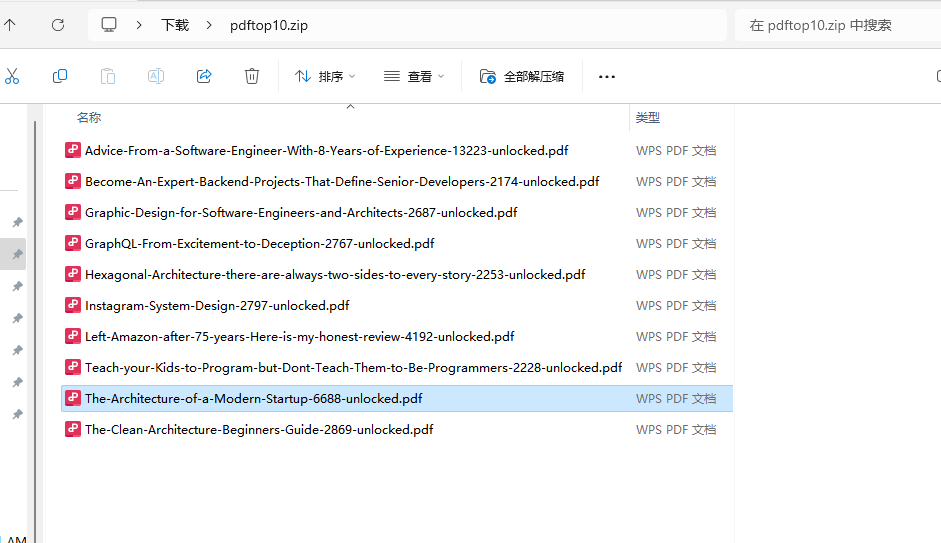 下载 pdftop10.zip 在 pdftop10.zip 中搜索
排序 查看 全部解压缩
名称 类型
Advice-From-a-Software-Engineer-With-8-Years-of-Experience-13223-unlocked.pdf WPS PDF 文档
Become-An-Expert-Backend-Projects-That-Define-Senior-Developers-2174-unlocked.pdf WPS PDF 文档
Graphic-Design-for-Software-Engineers-and-Architects-2687-unlocked.pdf WPS PDF 文档
GraphQL-From-Excitement-to-Deception-2767-unlocked.pdf WPS PDF 文档
Hexagonal-Architecture-there-are-always-two-sides-to-every-story-2253-unlocked.pdf WPS PDF 文档
Instagram-System-Design-2797-unlocked.pdf WPS PDF 文档
Left-Amazon-after-75-years-Here-is-my-honest-review-4192-unlocked.pdf WPS PDF 文档
Teach-your-Kids-to-Program-but-Dont-Teach-Them-to-Be-Programmers-2228-unlocked.pdf WPS PDF 文档
The-Architecture-of-a-Modern-Startup-6688-unlocked.pdf WPS PDF 文档
The-Clean-Architecture-Beginners-Guide-2869-unlocked.pdf WPS PDF 文档
AM